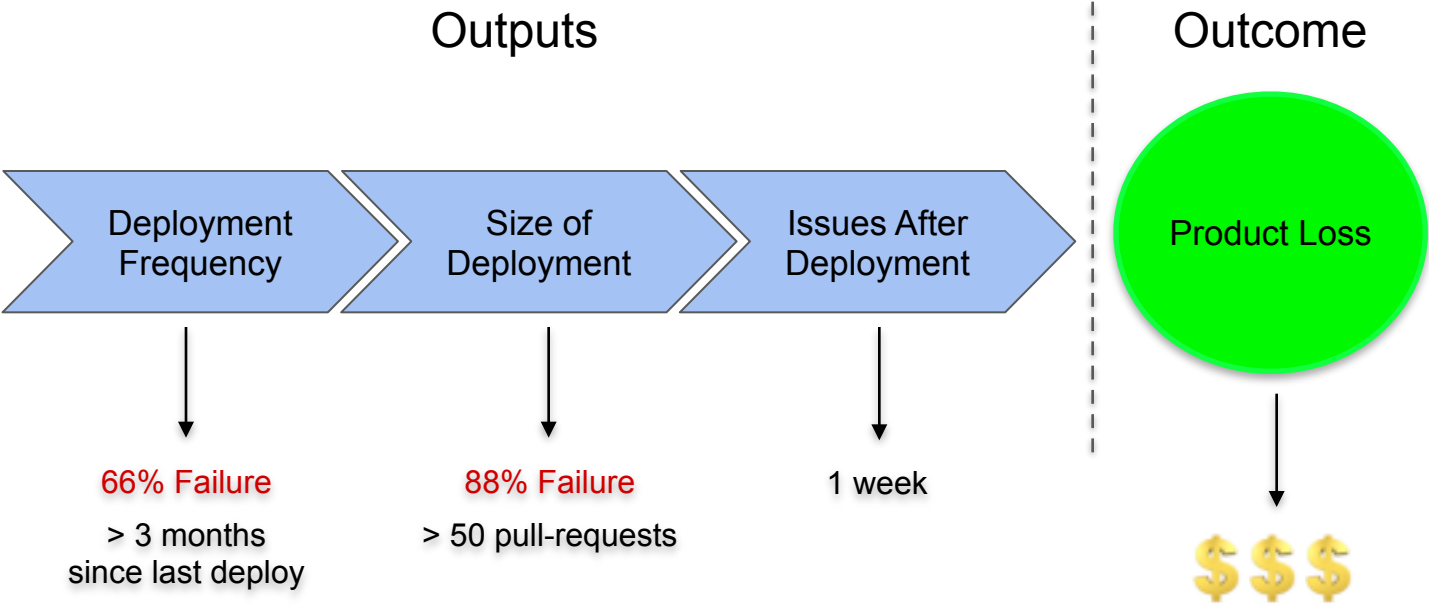 Outputs
Outcome
Deployment
Frequency
Size of
Deployment
Issues After
Deployment
Product Loss
66% Failure
> 3 months
since last deploy
88% Failure
> 50 pull-requests
1 week
$$$